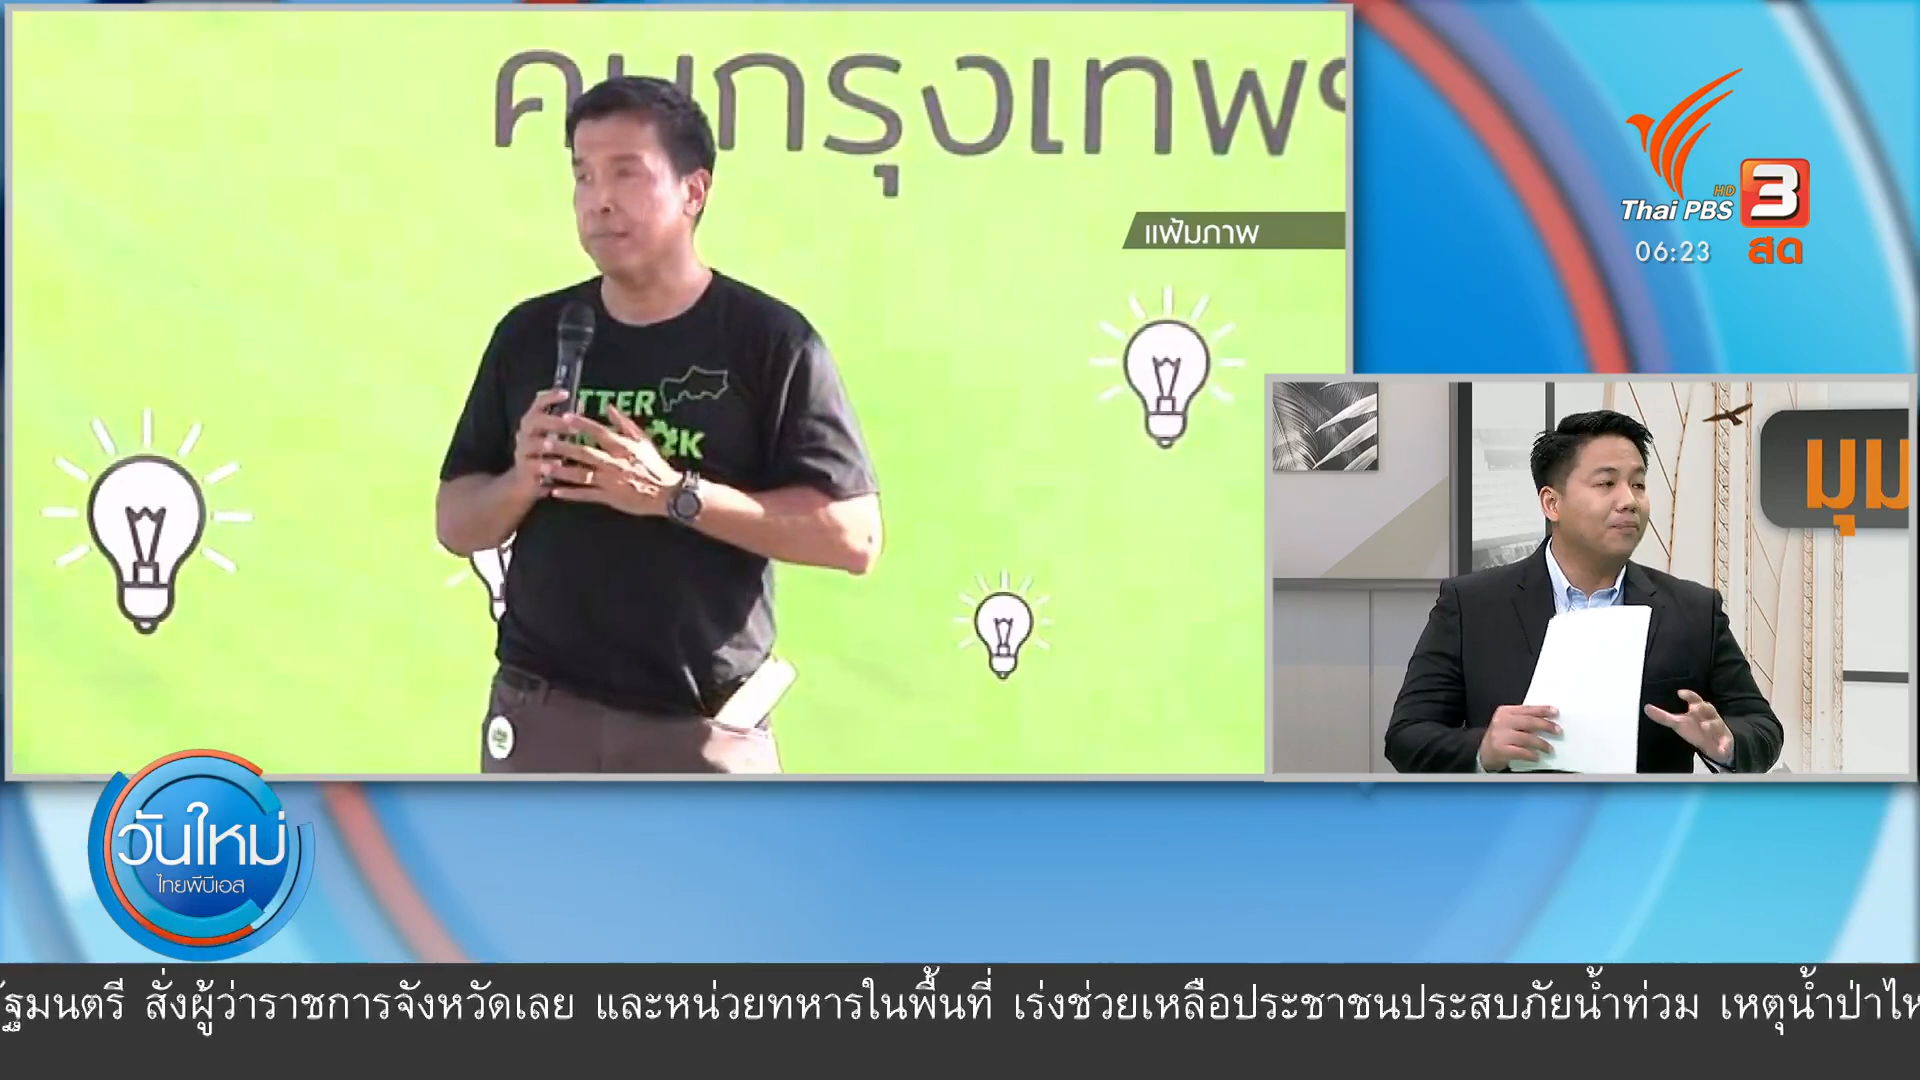 คนกรุงเทพฯ
แฟ้มภาพ
HD
Thai PBS 3
06:23 สด
มุม
วันใหม่
ไทยพีบีเอส
รัฐมนตรี สั่งผู้ว่าราชการจังหวัดเลย และหน่วยทหารในพื้นที่ เร่งช่วยเหลือประชาชนประสบภัยน้ำท่วม เหตุน้ำป่าไห